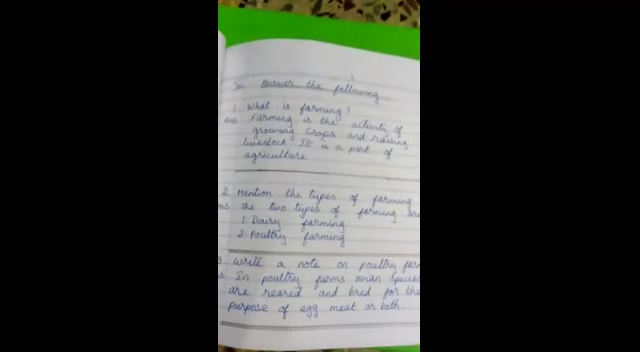 Answer the following
1. What is farming?
ans Farming is the activity of
growing Crops and raising
livestock It is a part of
agriculture
2 Mention the types of farming
ns the two types of farming are
1. Dairy farming
2. Poultry farming
3. Write a note on poultry far
s. In poultry farms avian species
are reared and bred for the
purpose of egg meat or both.